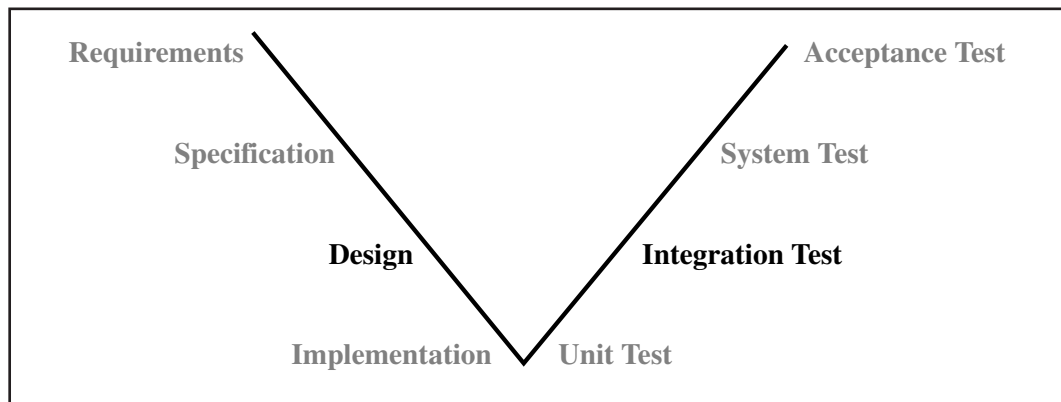 Requirements
Acceptance Test
Specification
System Test
Design
Integration Test
Implementation
Unit Test